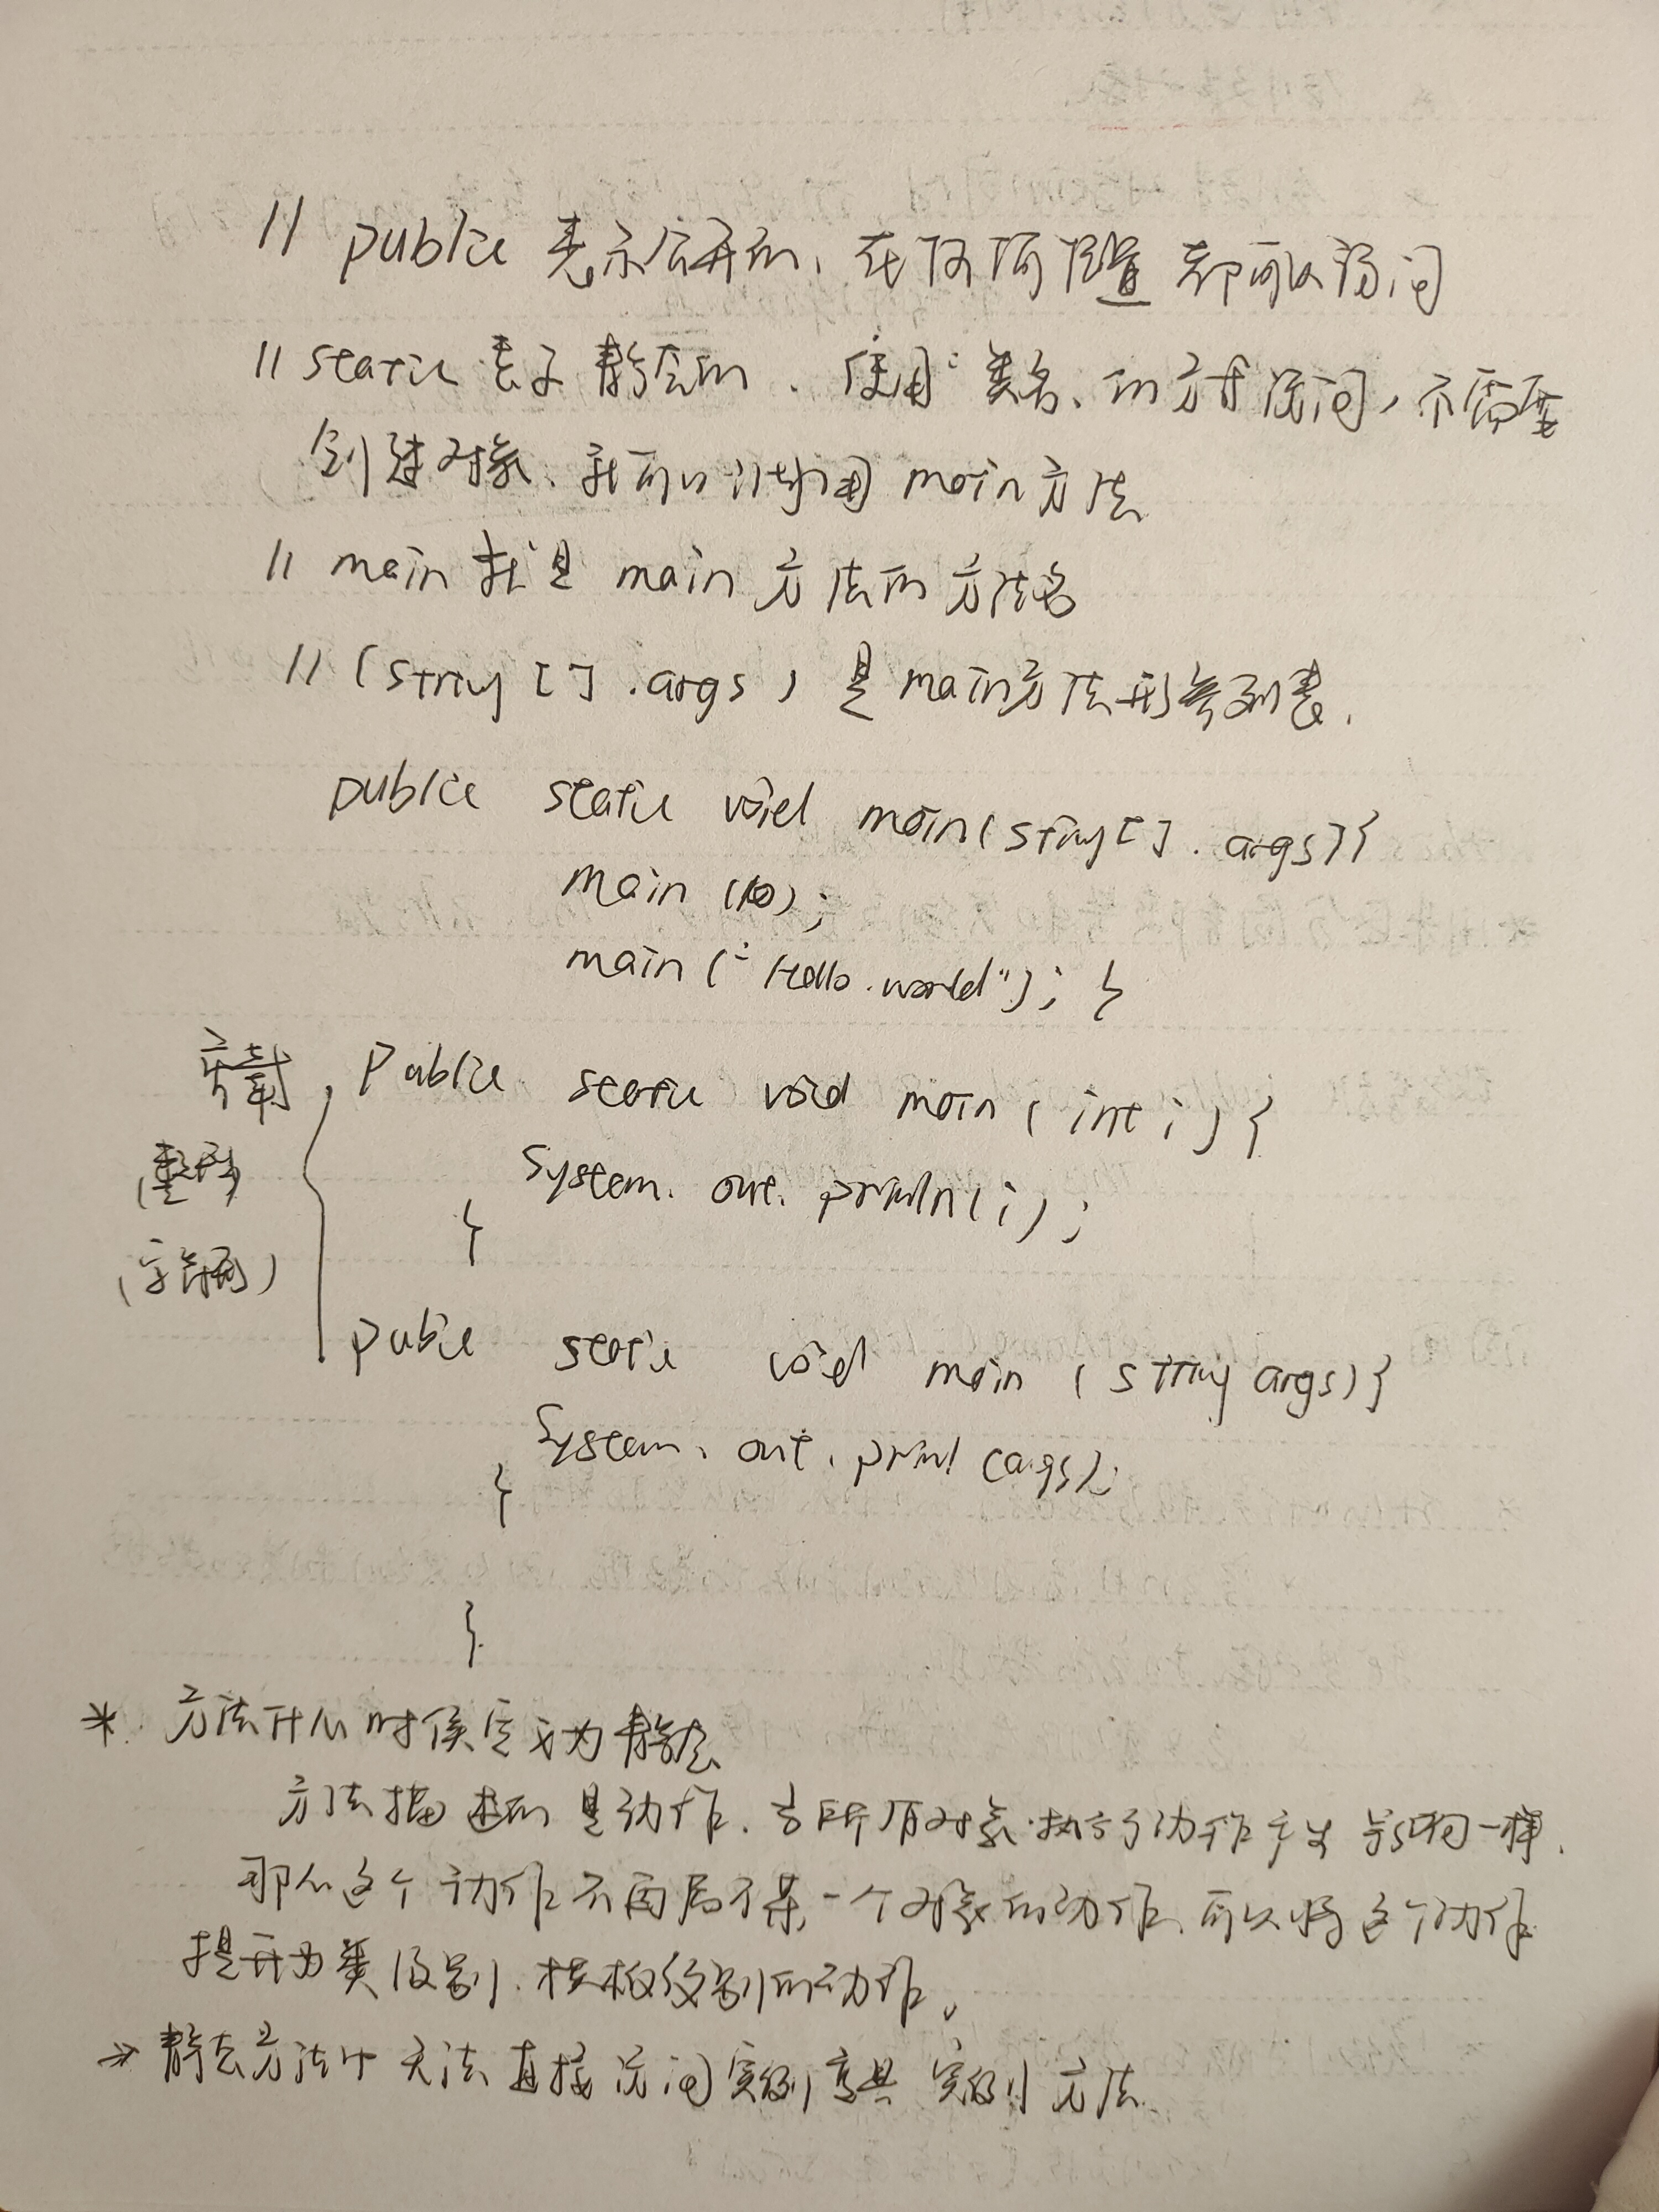 // public 表示公开的、在任何位置都可以访问
// static 表示静态的、使用"类名.的方式访问,不需要
创建对象、就可以调用 main方法
// main 就是 main 方法的方法名
// (String [] .args) 是 main方法形参列表.
public static void main(String[] . args){
main (10);
main ("Hello.world"); }
public static void main (int i) {
重载
System. out. println(i) ;
(整形)
}
(字符串)
public static void main (String args){
System. out. print (args);
}
}
* 方法什么时候定义为静态
方法描述的是动作、当所有对象执行动作产生影响一样.
那么这个动作不再属于某一个对象的动作、可以将这个动作
提升为类级别、模板级别的动作。
→ 静态方法中 无法直接访问实例变量 实例方法.